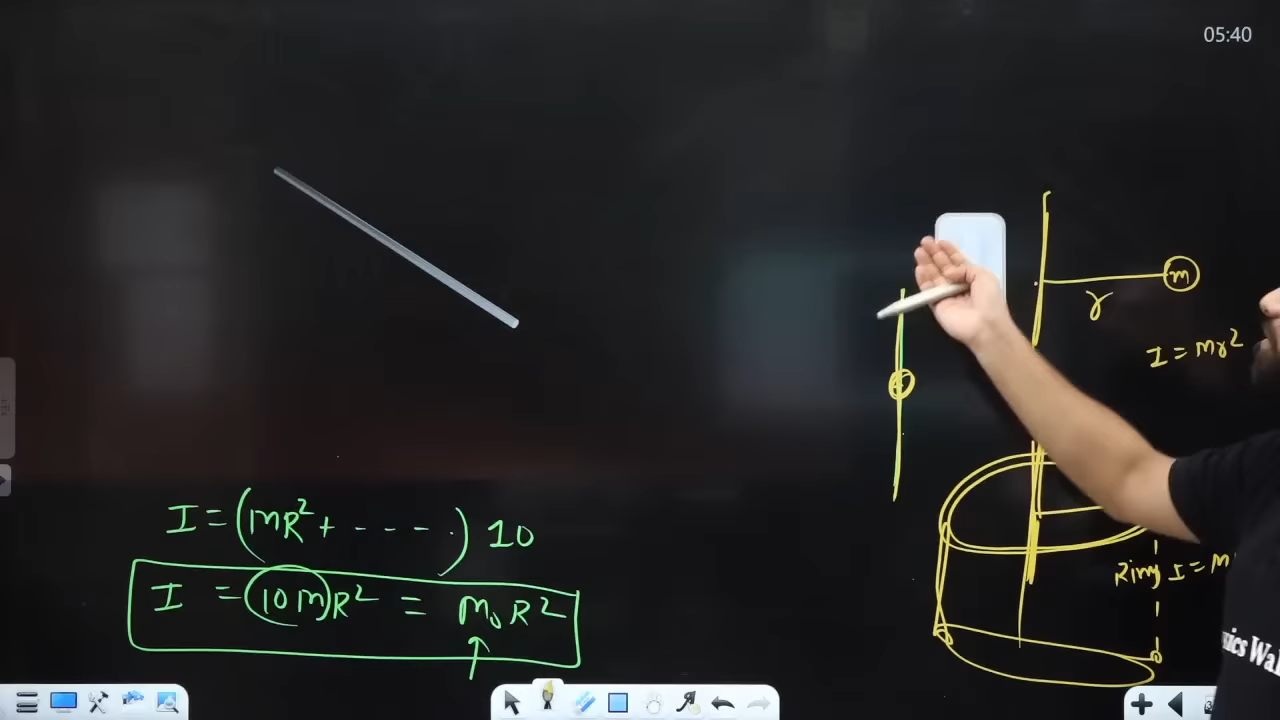 05:40
m
r
I = mr²
I = (mR² + - - - - .) 10
I = 10 m R² = m₀ R²
Ring I = m